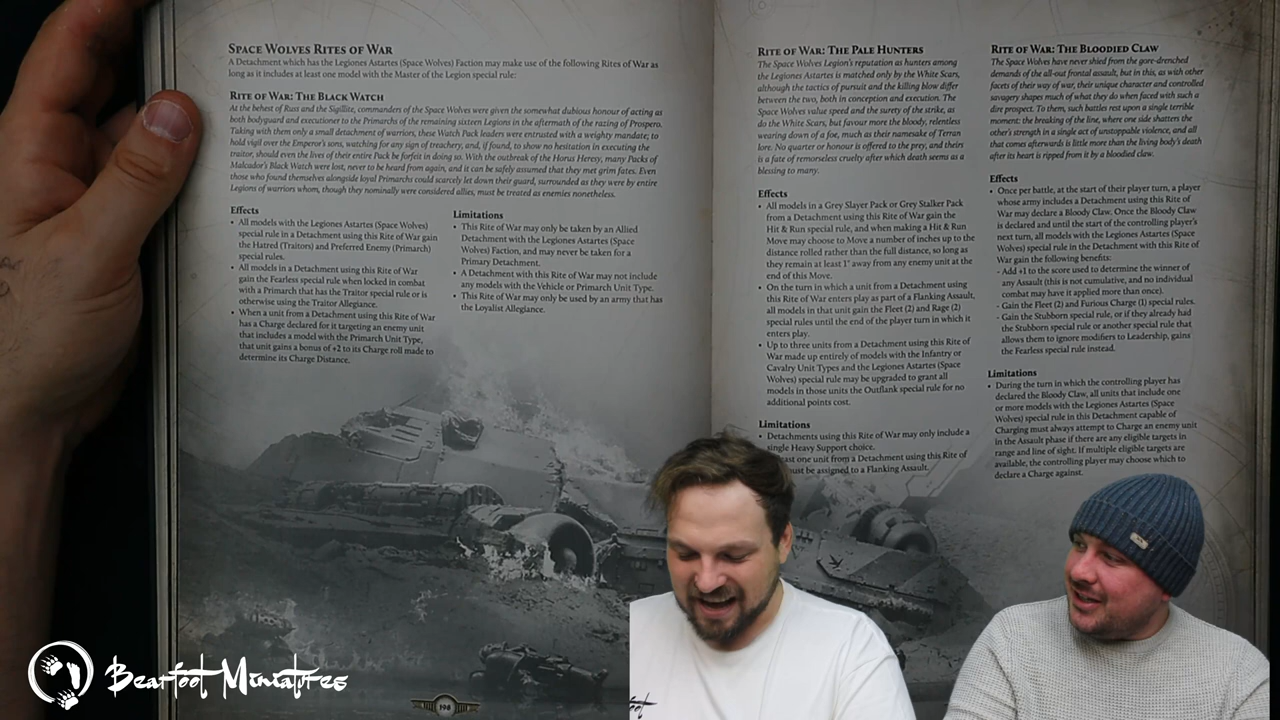 SPACE WOLVES RITES OF WAR
A Detachment which has the Legiones Astartes (Space Wolves) Faction may make use of the following Rites of War as
long as it includes at least one model with the Master of the Legion special rule:
RITE OF WAR: THE BLACK WATCH
At the behest of Russ and the Sigillite, commanders of the Space Wolves were given the somewhat dubious honour of acting as
both bodyguard and executioner to the Primarchs of the remaining sixteen Legions in the aftermath of the razing of Prospero.
Taking with them only a small detachment of warriors, these Watch Pack leaders were entrusted with a weighty mandate; to
hold vigil over the Emperor's sons, watching for any sign of treachery, and, if found, to show no hesitation in executing the
traitor, should even the lives of their entire Pack be forfeit in doing so. With the outbreak of the Horus Heresy, many Packs of
Malcador's Black Watch were lost, never to be heard from again, and it can be safely assumed that they met grim fates. Even
those who found themselves alongside loyal Primarchs could scarcely let down their guard, surrounded as they were by entire
Legions of warriors whom, though they nominally were considered allies, must be treated as enemies nonetheless.
Effects
• All models with the Legiones Astartes (Space Wolves)
special rule in a Detachment using this Rite of War gain
the Hatred (Traitors) and Preferred Enemy (Primarch)
special rules.
• All models in a Detachment using this Rite of War
gain the Fearless special rule when locked in combat
with a Primarch that has the Traitor special rule or is
otherwise using the Traitor Allegiance.
• When a unit from a Detachment using this Rite of War
has a Charge declared for it targeting an enemy unit
that includes a model with the Primarch Unit Type,
that unit gains a bonus of +2 to its Charge roll made to
determine its Charge Distance.
Limitations
• This Rite of War may only be taken by an Allied
Detachment with the Legiones Astartes (Space
Wolves) Faction, and may never be taken for a
Primary Detachment.
• A Detachment with this Rite of War may not include
any models with the Vehicle or Primarch Unit Type.
• This Rite of War may only be used by an army that has
the Loyalist Allegiance.
198
RITE OF WAR: THE PALE HUNTERS
The Space Wolves Legion's reputation as hunters among
the Legiones Astartes is matched only by the White Scars,
although the tactics of pursuit and the killing blow differ
between the two, both in conception and execution. The
Space Wolves value speed and the surety of the strike, as
do the White Scars, but favour more the bloody, relentless
wearing down of a foe, much as their namesake of Terran
lore. No quarter or honour is offered to the prey, and theirs
is a fate of remorseless cruelty after which death seems as a
blessing to many.
Effects
• All models in a Grey Slayer Pack or Grey Stalker Pack
from a Detachment using this Rite of War gain the
Hit & Run special rule, and when making a Hit & Run
Move may choose to Move a number of inches up to the
distance rolled rather than the full distance, so long as
they remain at least 1" away from any enemy unit at the
end of this Move.
• On the turn in which a unit from a Detachment using
this Rite of War enters play as part of a Flanking Assault,
all models in that unit gain the Fleet (2) and Rage (2)
special rules until the end of the player turn in which it
enters play.
• Up to three units from a Detachment using this Rite of
War made up entirely of models with the Infantry or
Cavalry Unit Types and the Legiones Astartes (Space
Wolves) special rule may be upgraded to grant all
models in those units the Outflank special rule for no
additional points cost.
Limitations
• Detachments using this Rite of War may only include a
single Heavy Support choice.
least one unit from a Detachment using this Rite of
must be assigned to a Flanking Assault.
RITE OF WAR: THE BLOODIED CLAW
The Space Wolves have never shied from the gore-drenched
demands of the all-out frontal assault, but in this, as with other
facets of their way of war, their unique character and controlled
savagery shapes much of what they do when faced with such a
dire prospect. To them, such battles rest upon a single terrible
moment: the breaking of the line, where one side shatters the
other's strength in a single act of unstoppable violence, and all
that comes afterwards is little more than the living body's death
after its heart is ripped from it by a bloodied claw.
Effects
• Once per battle, at the start of their player turn, a player
whose army includes a Detachment using this Rite of
War may declare a Bloody Claw. Once the Bloody Claw
is declared and until the start of the controlling player's
next turn, all models with the Legiones Astartes (Space
Wolves) special rule in the Detachment with this Rite of
War gain the following benefits:
- Add +1 to the score used to determine the winner of
any Assault (this is not cumulative, and no individual
combat may have it applied more than once).
- Gain the Fleet (2) and Furious Charge (1) special rules.
- Gain the Stubborn special rule, or if they already had
the Stubborn special rule or another special rule that
allows them to ignore modifiers to Leadership, gains
the Fearless special rule instead.
Limitations
• During the turn in which the controlling player has
declared the Bloody Claw, all units that include one
or more models with the Legiones Astartes (Space
Wolves) special rule in this Detachment capable of
Charging must always attempt to Charge an enemy unit
in the Assault phase if there are any eligible targets in
range and line of sight. If multiple eligible targets are
available, the controlling player may choose which to
declare a Charge against.
Bearfoot Miniatures